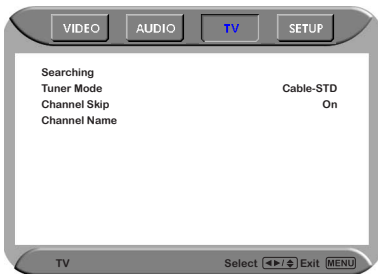 VIDEO AUDIO TV SETUP
Searching
Tuner Mode Cable-STD
Channel Skip On
Channel Name
TV Select ◄►/◆ Exit MENU